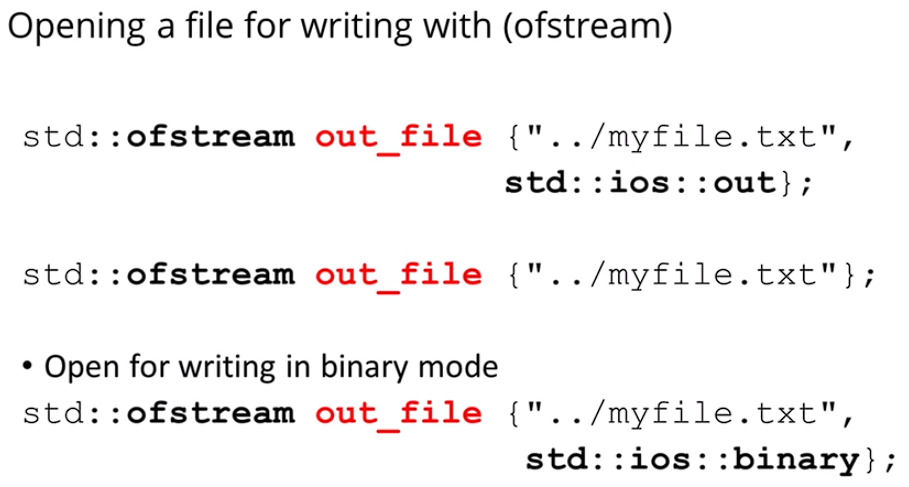 Opening a file for writing with (ofstream)
std::ofstream out_file {"../myfile.txt",
std::ios::out};
std::ofstream out_file {"../myfile.txt"};
• Open for writing in binary mode
std::ofstream out_file {"../myfile.txt",
std::ios::binary};